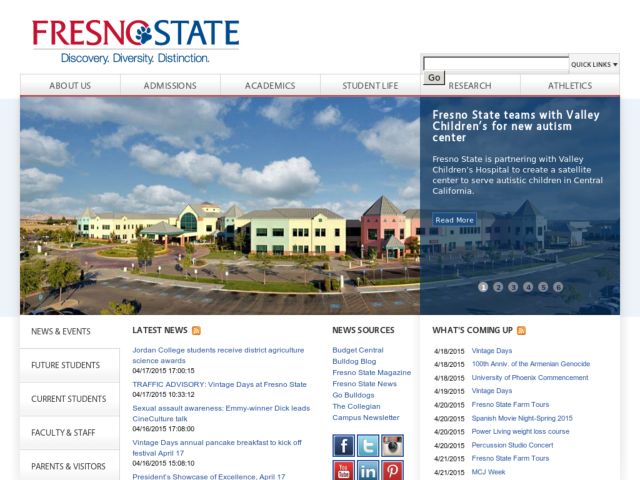 FRESNO STATE
Discovery. Diversity. Distinction.
QUICK LINKS
Go
ABOUT US
ADMISSIONS
ACADEMICS
STUDENT LIFE
RESEARCH
ATHLETICS
Fresno State teams with Valley
Children's for new autism
center
Fresno State is partnering with Valley
Children's Hospital to create a satellite
center to serve autistic children in Central
California.
Read More
1 2 3 4 5 6
NEWS & EVENTS
FUTURE STUDENTS
CURRENT STUDENTS
FACULTY & STAFF
PARENTS & VISITORS
LATEST NEWS
Jordan College students receive district agriculture
science awards
04/17/2015 17:00:15
TRAFFIC ADVISORY: Vintage Days at Fresno State
04/17/2015 10:33:12
Sexual assault awareness: Emmy-winner Dick leads
CineCulture talk
04/16/2015 17:08:00
Vintage Days annual pancake breakfast to kick off
festival April 17
04/16/2015 15:08:10
President's Showcase of Excellence, April 17
NEWS SOURCES
Budget Central
Bulldog Blog
Fresno State Magazine
Fresno State News
Go Bulldogs
The Collegian
Campus Newsletter
f
t
You Tube
in
P
WHAT'S COMING UP
4/18/2015 Vintage Days
4/18/2015 100th Anniv. of the Armenian Genocide
4/18/2015 University of Phoenix Commencement
4/19/2015 Vintage Days
4/20/2015 Fresno State Farm Tours
4/20/2015 Spanish Movie Night-Spring 2015
4/20/2015 Power Living weight loss course
4/20/2015 Percussion Studio Concert
4/21/2015 Fresno State Farm Tours
4/21/2015 MCJ Week